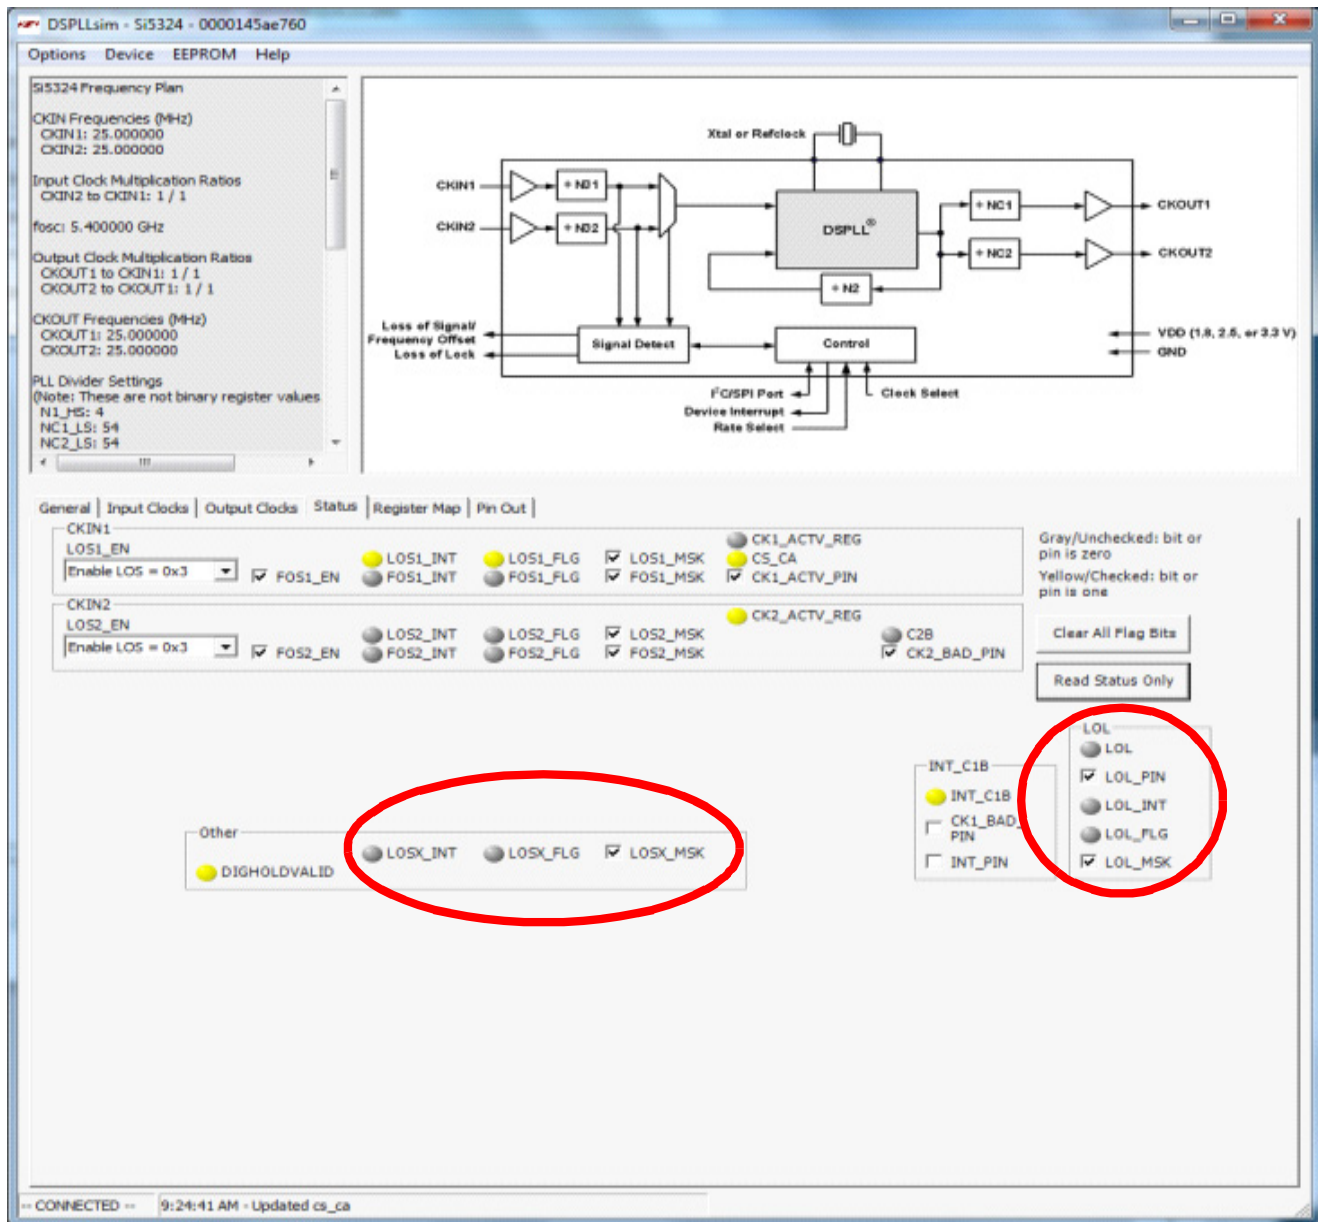 DSPLLsim - Si5324 - 0000145ae760
Options Device EEPROM Help
Si5324 Frequency Plan
CKIN Frequencies (MHz)
CKIN1: 25.000000
CKIN2: 25.000000
Input Clock Multiplication Ratios
CKIN2 to CKIN1: 1 / 1
fosc: 5.400000 GHz
Output Clock Multiplication Ratios
CKOUT1 to CKIN1: 1 / 1
CKOUT2 to CKOUT1: 1 / 1
CKOUT Frequencies (MHz)
CKOUT1: 25.000000
CKOUT2: 25.000000
PLL Divider Settings
(Note: These are not binary register values
N1_HS: 4
NC1_LS: 54
NC2_LS: 54
Xtal or Refclock
CKIN1
÷ N31
÷ NC1
CKOUT1
CKIN2
÷ N32
DSPLL®
÷ NC2
CKOUT2
÷ N2
Loss of Signal/
Frequency Offset
Loss of Lock
Signal Detect
Control
VDD (1.8, 2.5, or 3.3 V)
GND
I²C/SPI Port
Clock Select
Device Interrupt
Rate Select
General Input Clocks Output Clocks Status Register Map Pin Out
CKIN1
LOS1_EN
Enable LOS = 0x3
FOS1_EN
LOS1_INT LOS1_FLG LOS1_MSK
FOS1_INT FOS1_FLG FOS1_MSK
CK1_ACTV_REG
CS_CA
CK1_ACTV_PIN
Gray/Unchecked: bit or
pin is zero
Yellow/Checked: bit or
pin is one
CKIN2
LOS2_EN
Enable LOS = 0x3
FOS2_EN
LOS2_INT LOS2_FLG LOS2_MSK
FOS2_INT FOS2_FLG FOS2_MSK
CK2_ACTV_REG
C2B
CK2_BAD_PIN
Clear All Flag Bits
Read Status Only
LOL
LOL
LOL_PIN
LOL_INT
LOL_FLG
LOL_MSK
INT_C1B
INT_C1B
CK1_BAD_
PIN
INT_PIN
Other
DIGHOLDVALID
LOSX_INT LOSX_FLG LOSX_MSK
-- CONNECTED -- 9:24:41 AM - Updated cs_ca